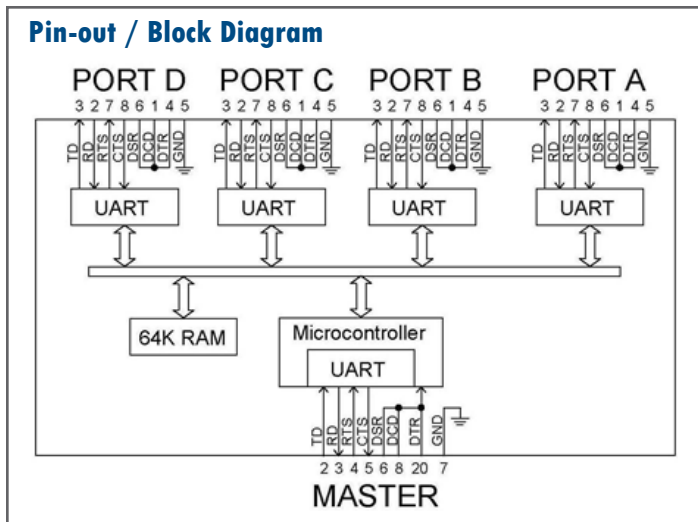 Pin-out / Block Diagram
PORT D PORT C PORT B PORT A
3 2 7 8 6 1 4 5 3 2 7 8 6 1 4 5 3 2 7 8 6 1 4 5 3 2 7 8 6 1 4 5
TD RD RTS CTS DSR DCD DTR GND TD RD RTS CTS DSR DCD DTR GND TD RD RTS CTS DSR DCD DTR GND TD RD RTS CTS DSR DCD DTR GND
UART UART UART UART
64K RAM
Microcontroller
UART
TD RD RTS CTS DSR DCD DTR GND
2 3 4 5 6 8 20 7
MASTER